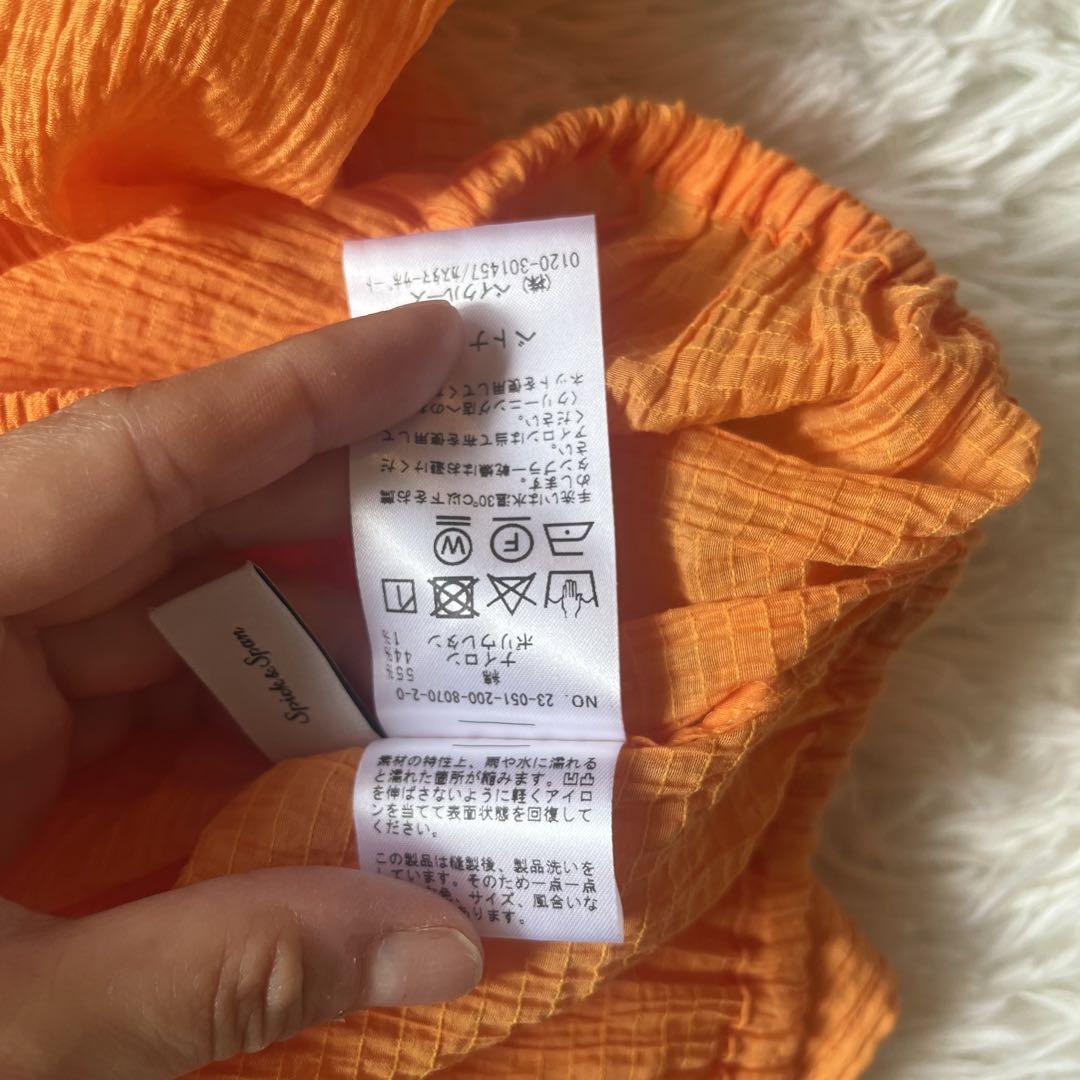 NO. 23-051-200-8070-2-0
綿 55%
ナイロン 44%
ポリウレタン 1%
W F
手洗いは水温30℃以下をお薦
めします。
タンブラー乾燥はお避けくだ
さい。
アイロンは当て布を使用して
ください。
〈クリーニング店への
ネットを使用してく
ベトナ
(株) ベイクルーズ
0120-301457/カスタマーサポート
Spick & Span
素材の特性上、雨や水に濡れる
と濡れた箇所が縮みます。凹凸
を伸ばさないように軽くアイロ
ンを当てて表面状態を回復して
ください。
この製品は縫製後、製品洗いを
しています。そのため一点一点
色、サイズ、風合いな
あります。